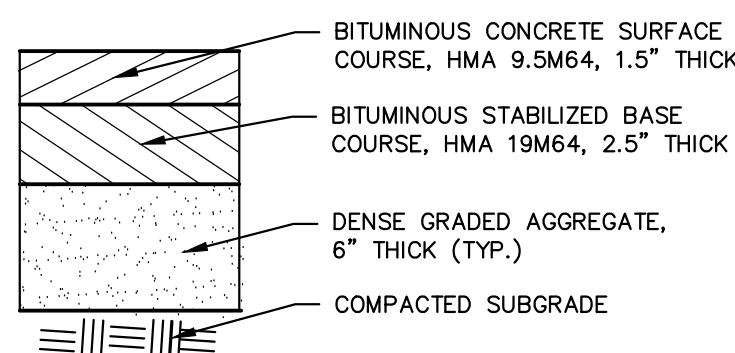 BITUMINOUS CONCRETE SURFACE
COURSE, HMA 9.5M64, 1.5" THICK
BITUMINOUS STABILIZED BASE
COURSE, HMA 19M64, 2.5" THICK
DENSE GRADED AGGREGATE,
6" THICK (TYP.)
COMPACTED SUBGRADE